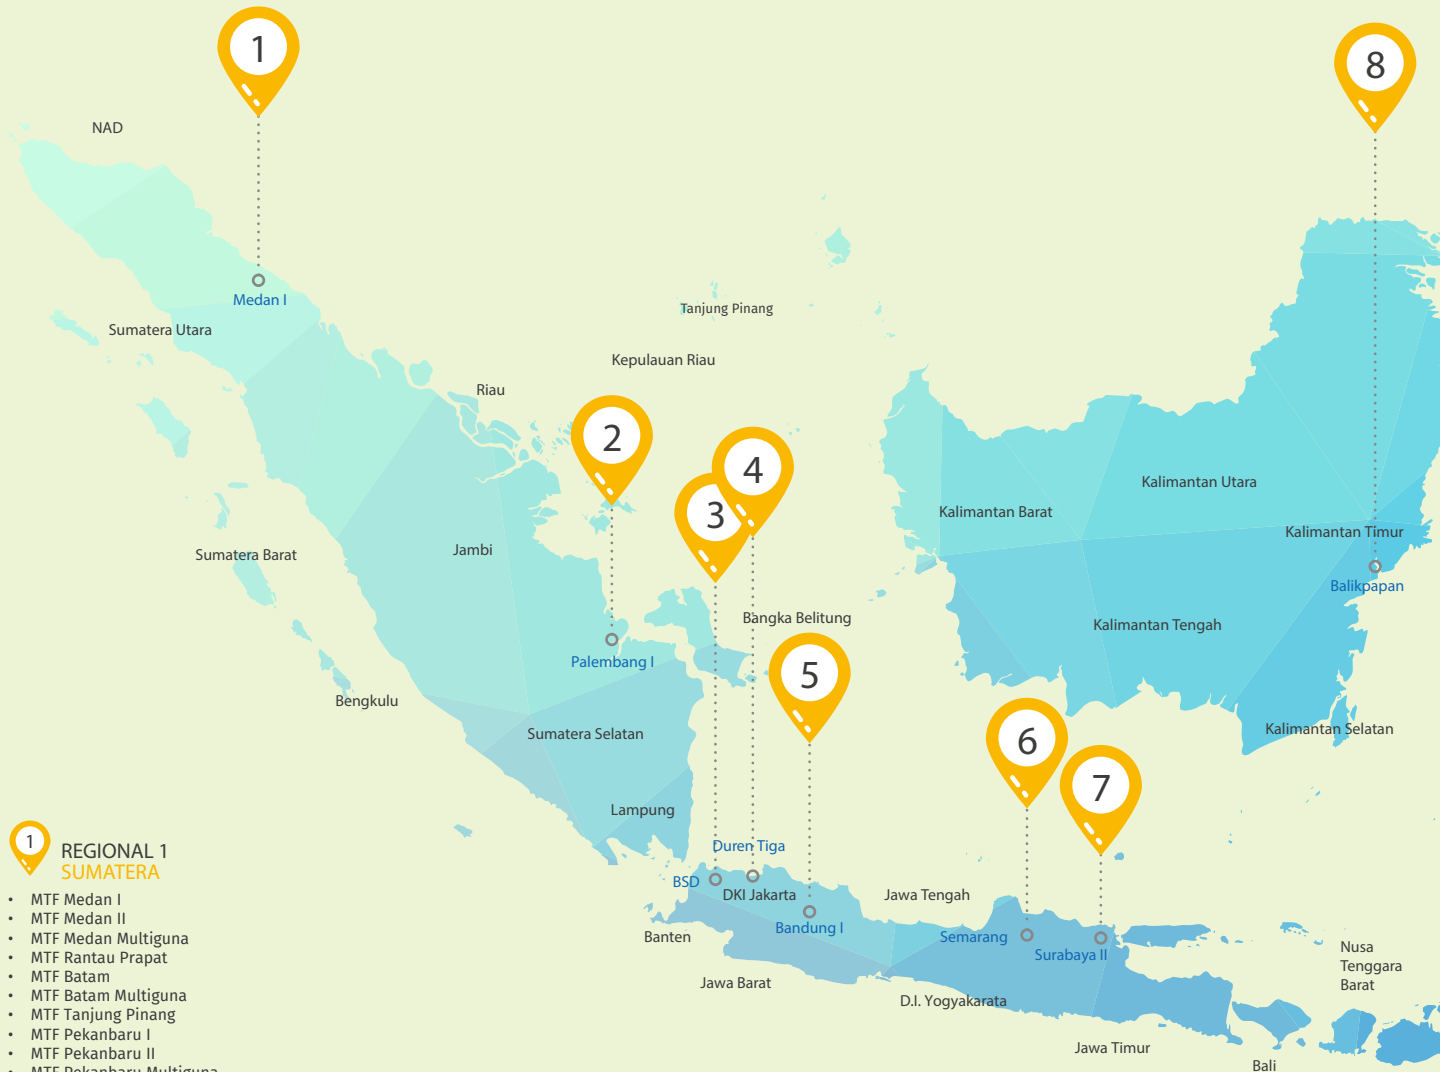 1
8
NAD
Medan I
Sumatera Utara
Tanjung Pinang
Kepulauan Riau
Riau
2
4
3
Kalimantan Utara
Kalimantan Barat
Kalimantan Timur
Sumatera Barat
Jambi
Balikpapan
Bangka Belitung
Kalimantan Tengah
Palembang I
5
Bengkulu
Sumatera Selatan
Kalimantan Selatan
6
7
Lampung
Duren Tiga
BSD
DKI Jakarta
Jawa Tengah
Bandung I
Banten
Semarang
Surabaya II
Nusa
Tenggara
Barat
Jawa Barat
D.I. Yogyakarata
Jawa Timur
Bali
1
REGIONAL 1
SUMATERA
• MTF Medan I
• MTF Medan II
• MTF Medan Multiguna
• MTF Rantau Prapat
• MTF Batam
• MTF Batam Multiguna
• MTF Tanjung Pinang
• MTF Pekanbaru I
• MTF Pekanbaru II
• MTF Pekanbaru Multiguna